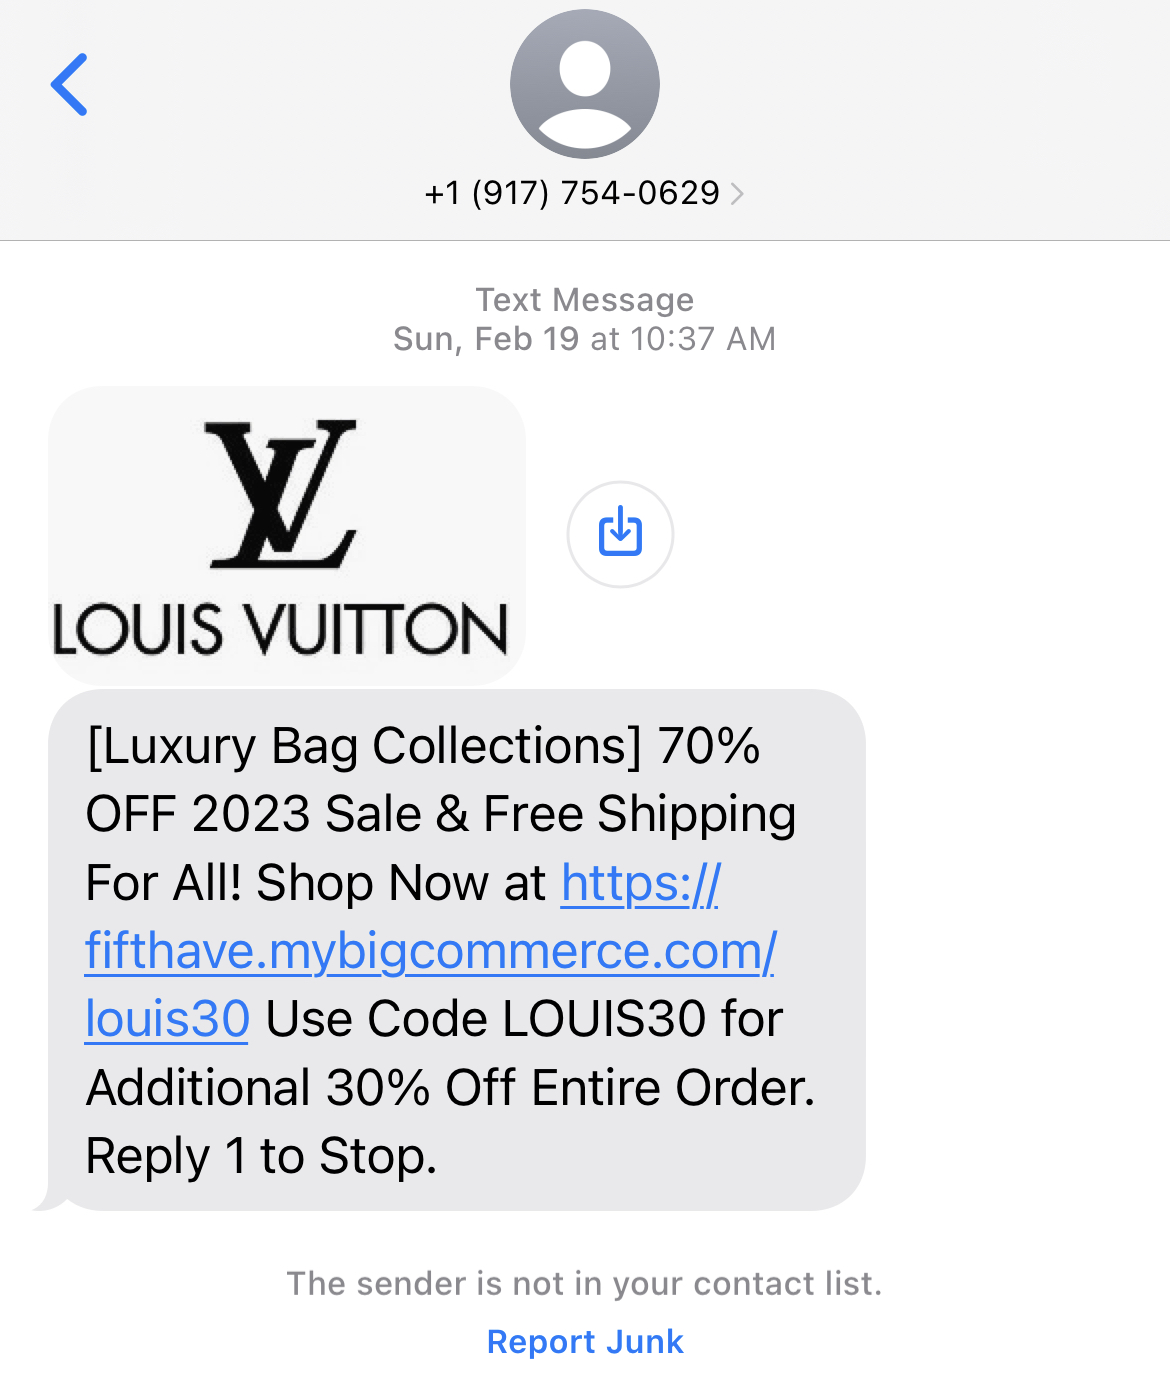 +1 (917) 754-0629
Text Message
Sun, Feb 19 at 10:37 AM
LV
LOUIS VUITTON
[Luxury Bag Collections] 70%
OFF 2023 Sale & Free Shipping
For All! Shop Now at https://
fifthave.mybigcommerce.com/
louis30 Use Code LOUIS30 for
Additional 30% Off Entire Order.
Reply 1 to Stop.
The sender is not in your contact list.
Report Junk